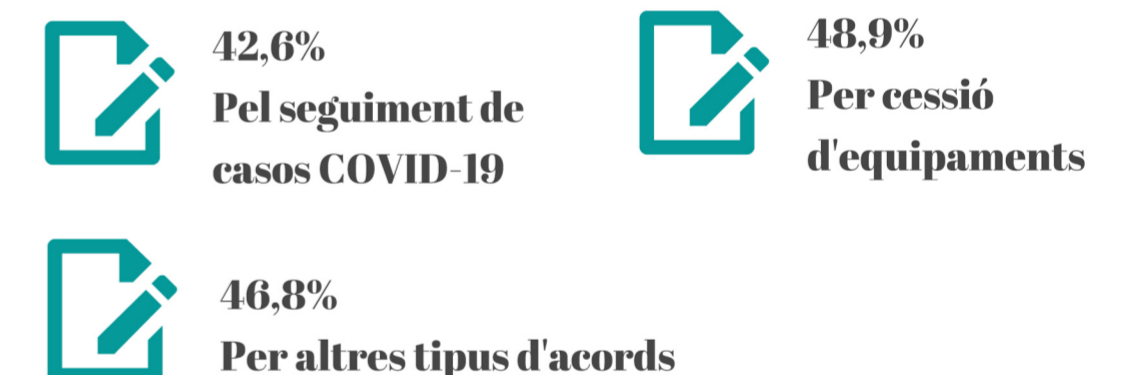 42,6%
Pel seguiment de
casos COVID-19
48,9%
Per cessió
d'equipaments
46,8%
Per altres tipus d'acords